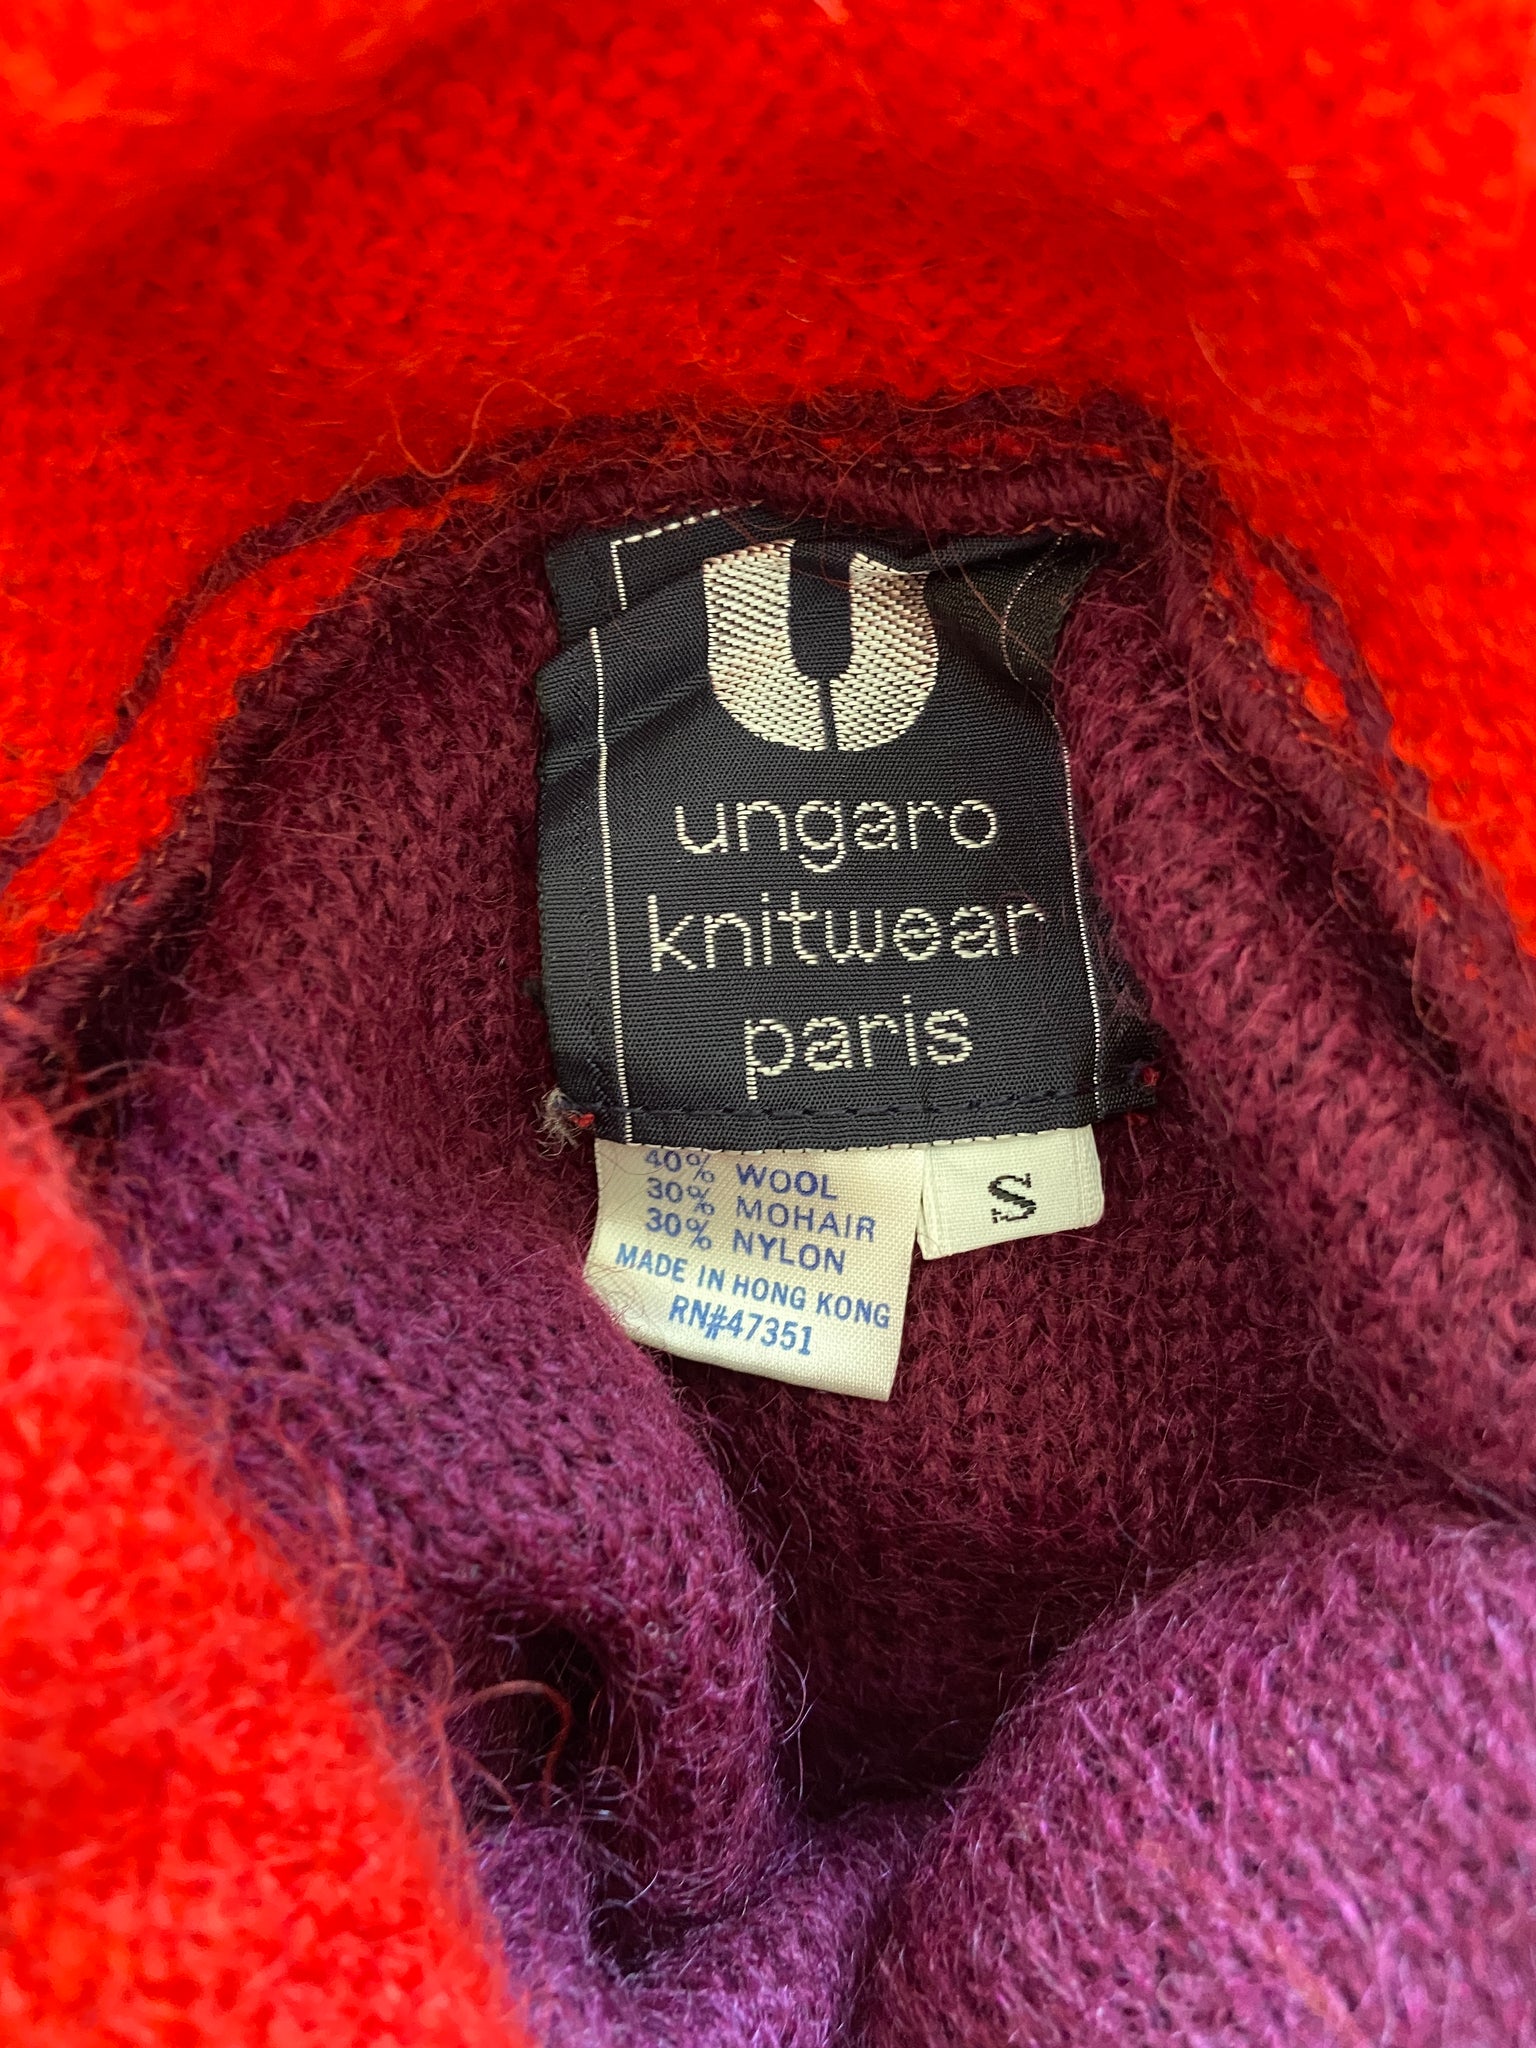 U
ungaro
knitwear
paris
40% WOOL
30% MOHAIR
30% NYLON
MADE IN HONG KONG
RN#47351
S